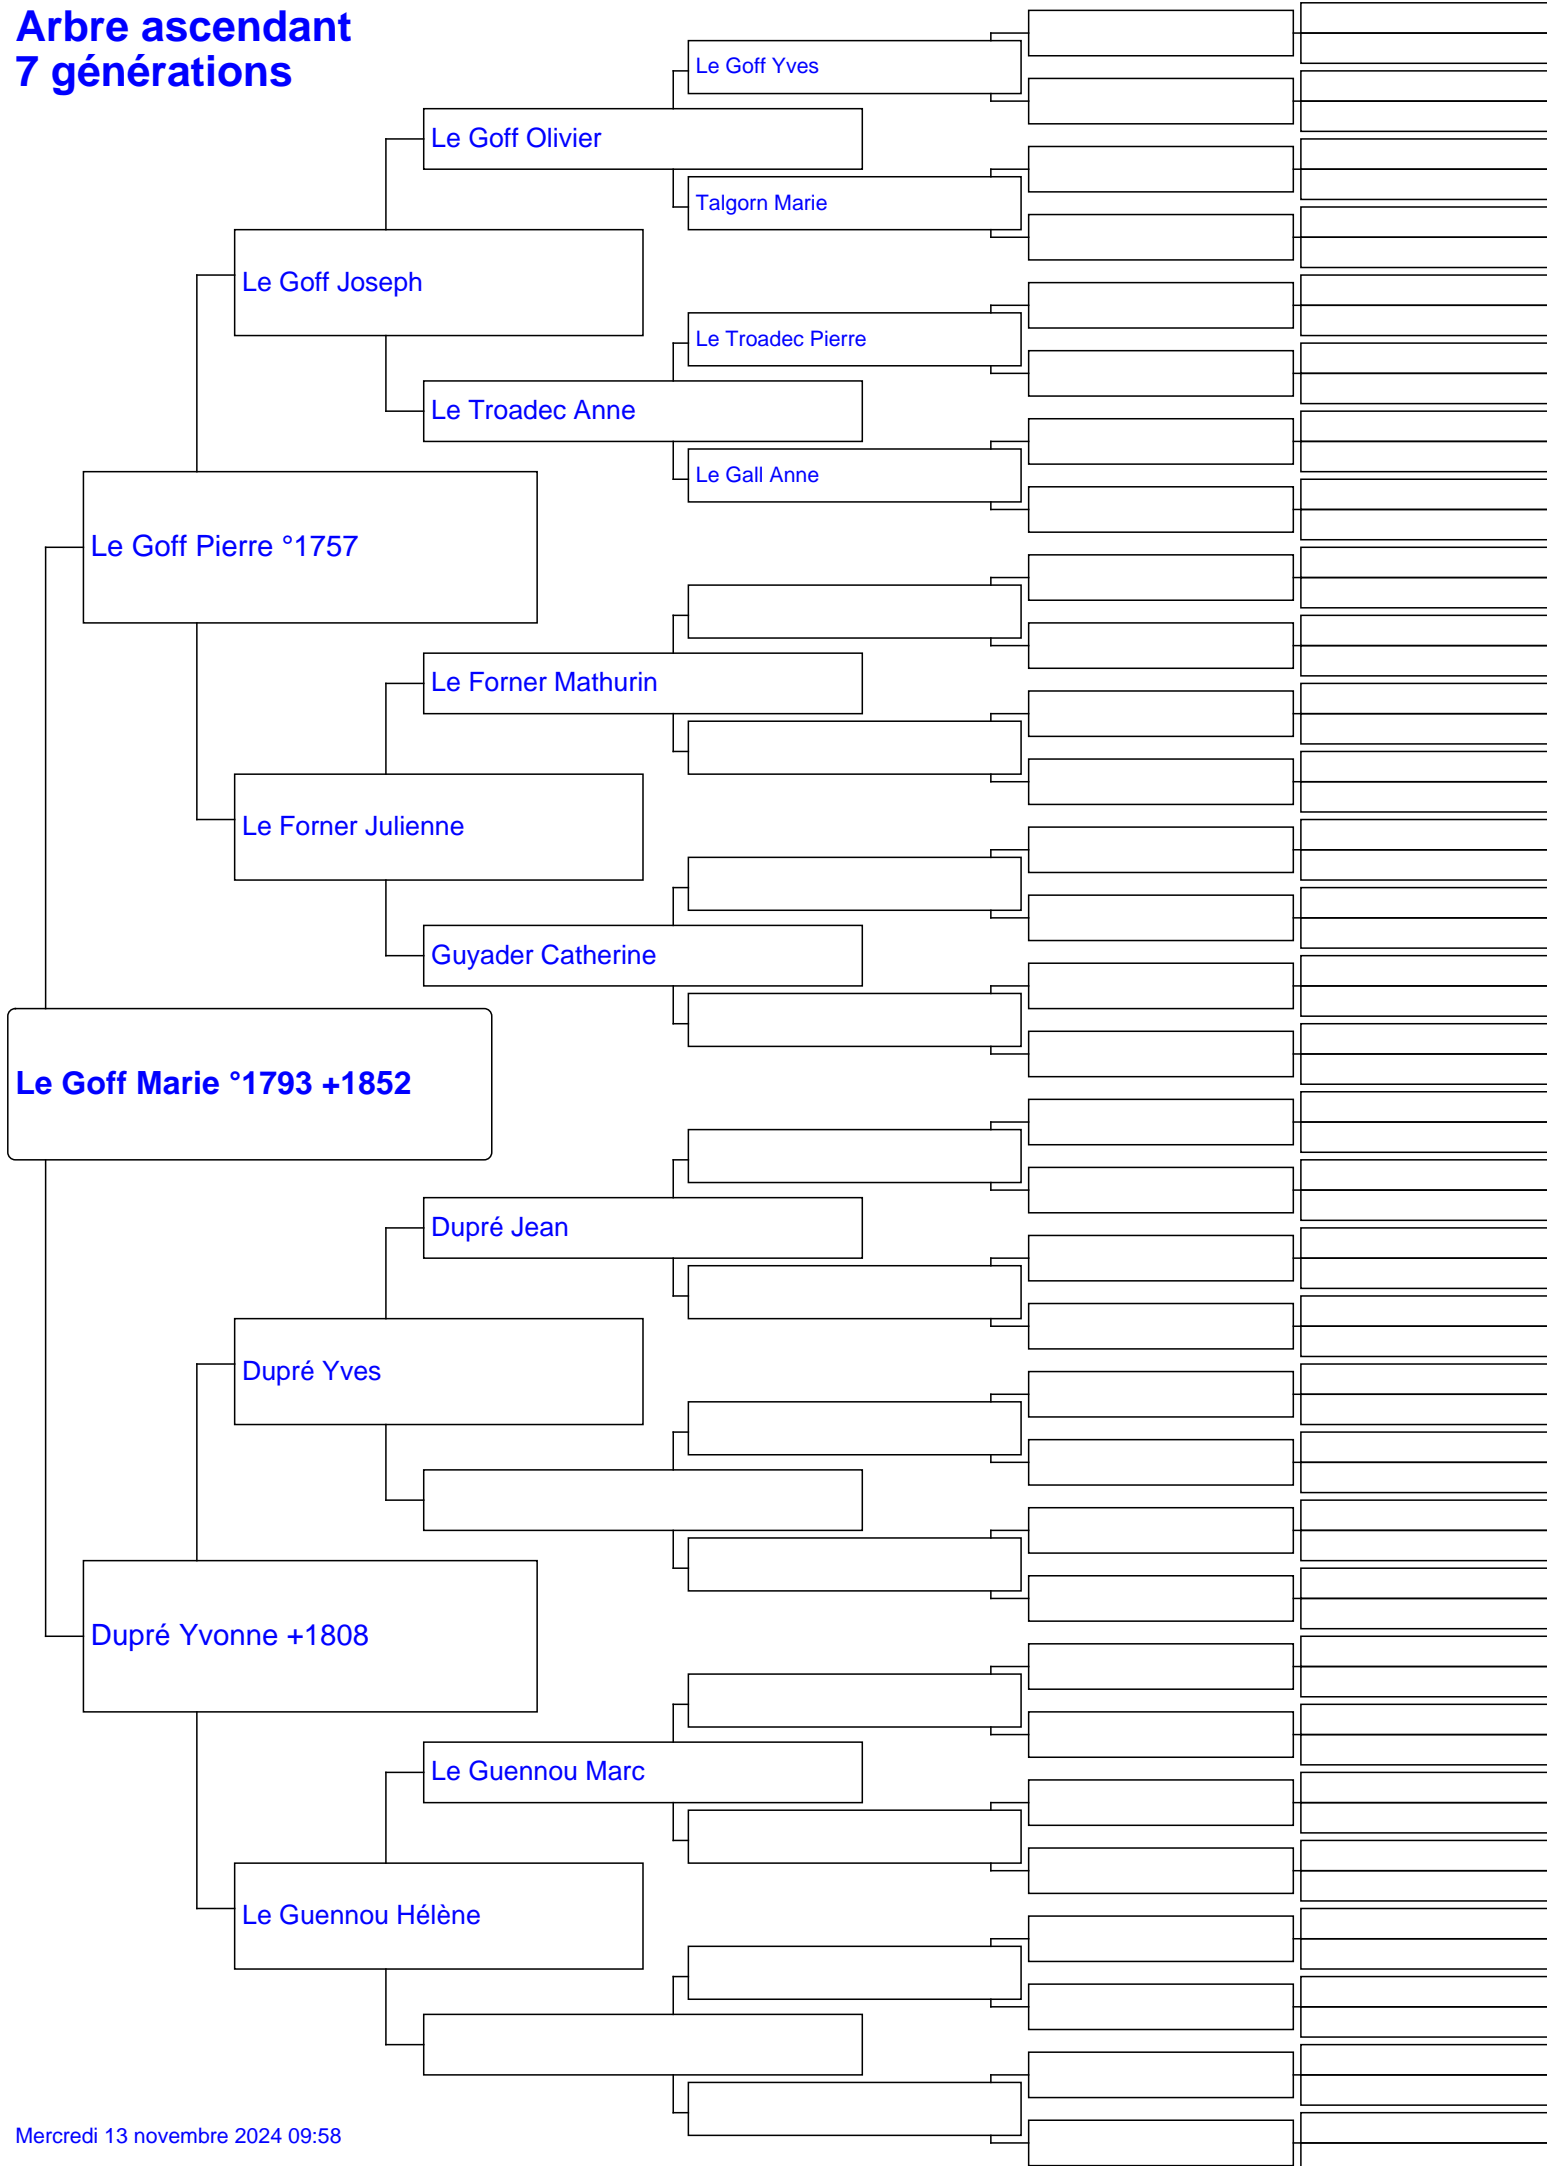 Arbre ascendant
7 générations
Le Goff Yves
Le Goff Olivier
Talgorn Marie
Le Goff Joseph
Le Troadec Pierre
Le Troadec Anne
Le Gall Anne
Le Goff Pierre °1757
Le Forner Mathurin
Le Forner Julienne
Guyader Catherine
Le Goff Marie °1793 +1852
Dupré Jean
Dupré Yves
Dupré Yvonne +1808
Le Guennou Marc
Le Guennou Hélène
Mercredi 13 novembre 2024 09:58